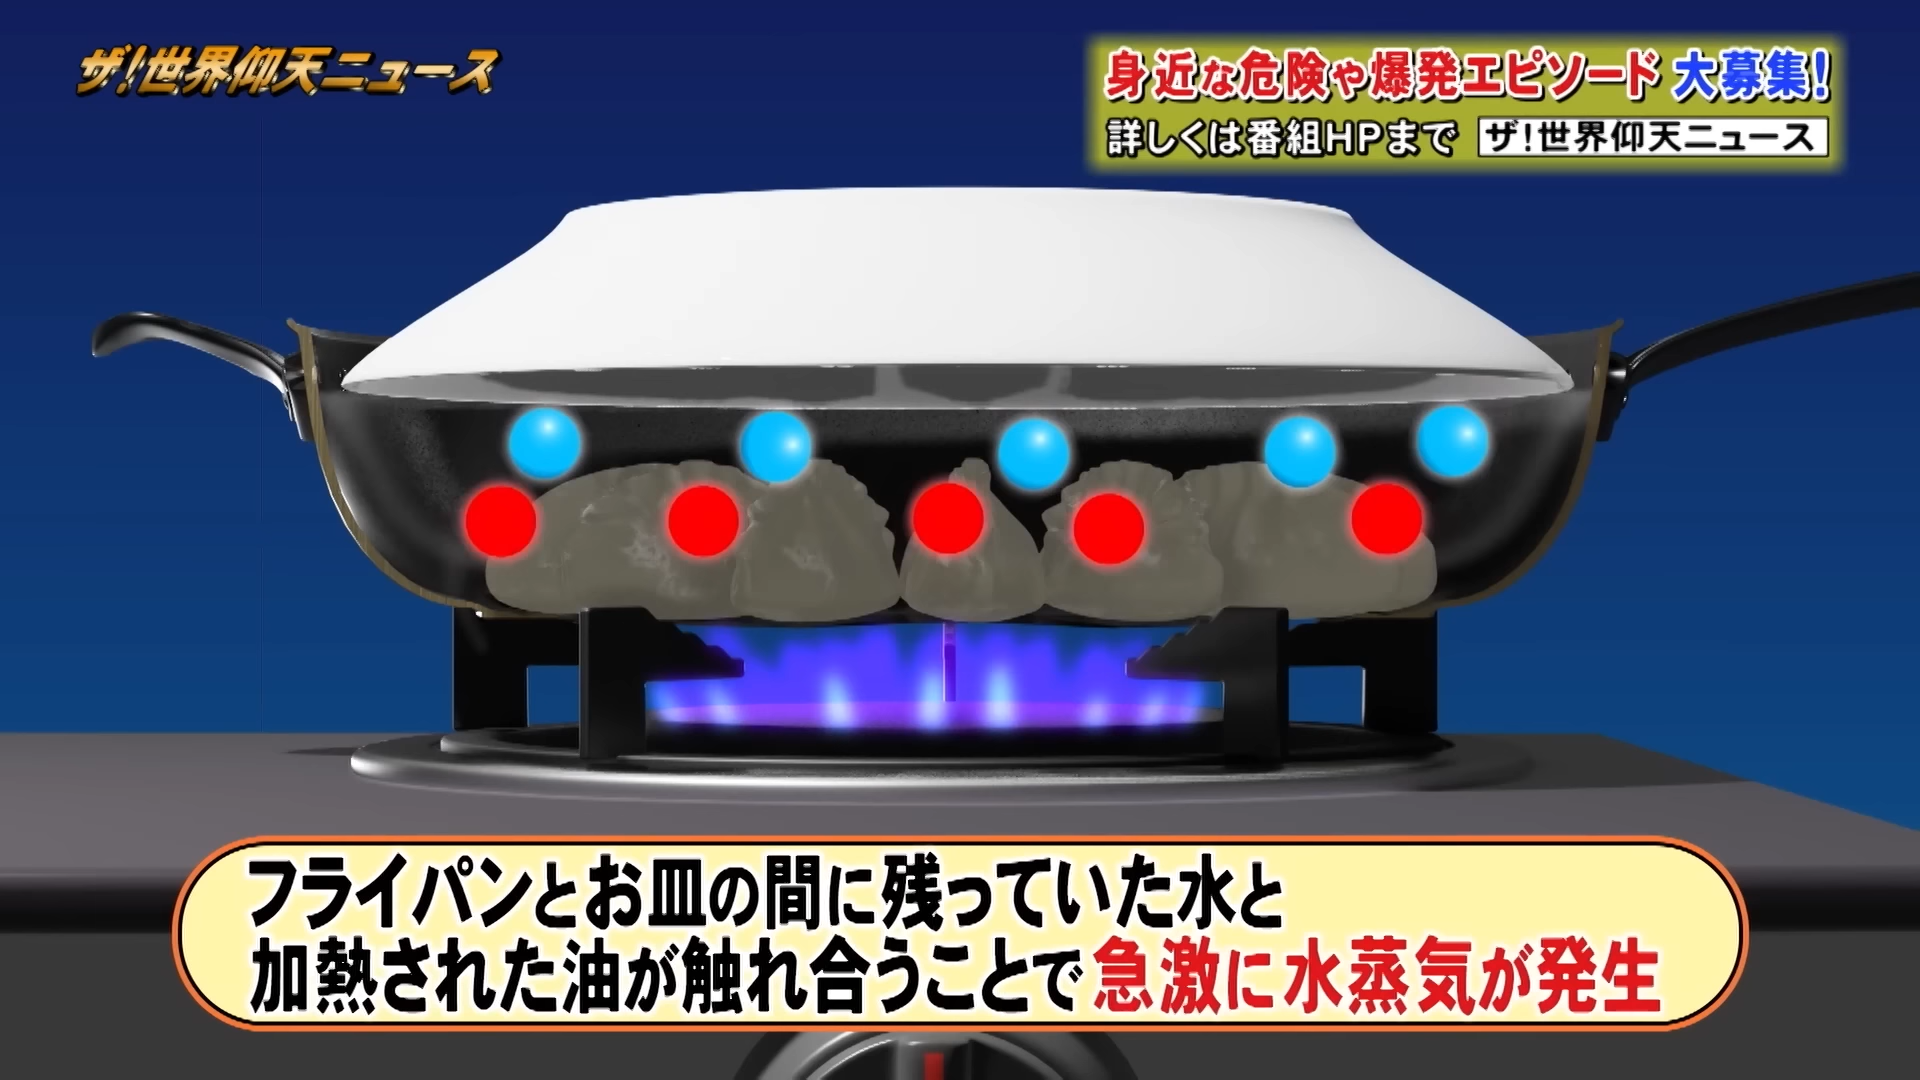 ザ!世界仰天ニュース
身近な危険や爆発エピソード 大募集!
詳しくは番組HPまで ザ!世界仰天ニュース
フライパンとお皿の間に残っていた水と
加熱された油が触れ合うことで急激に水蒸気が発生